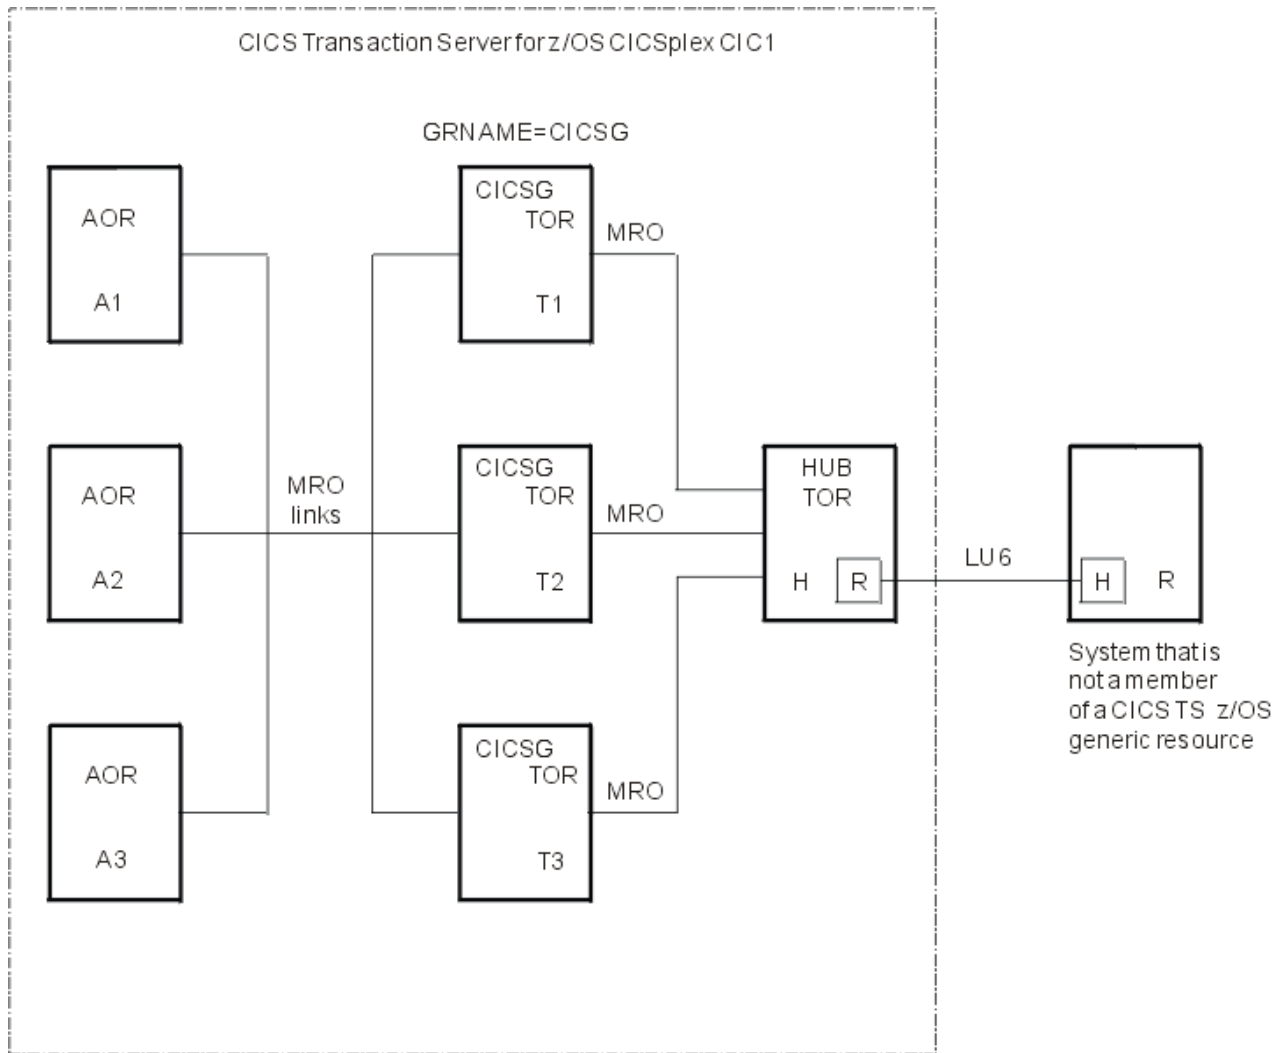 CICS Transaction Server for z/OS CICSplex CIC1
GRNAME=CICSG
AOR
A1
CICSG
TOR
T1
MRO
AOR
A2
MRO
links
CICSG
TOR
T2
MRO
HUB
TOR
H
R
LU6
H
R
System that is
not a member
of a CICS TS z/OS
generic resource
AOR
A3
CICSG
TOR
T3
MRO